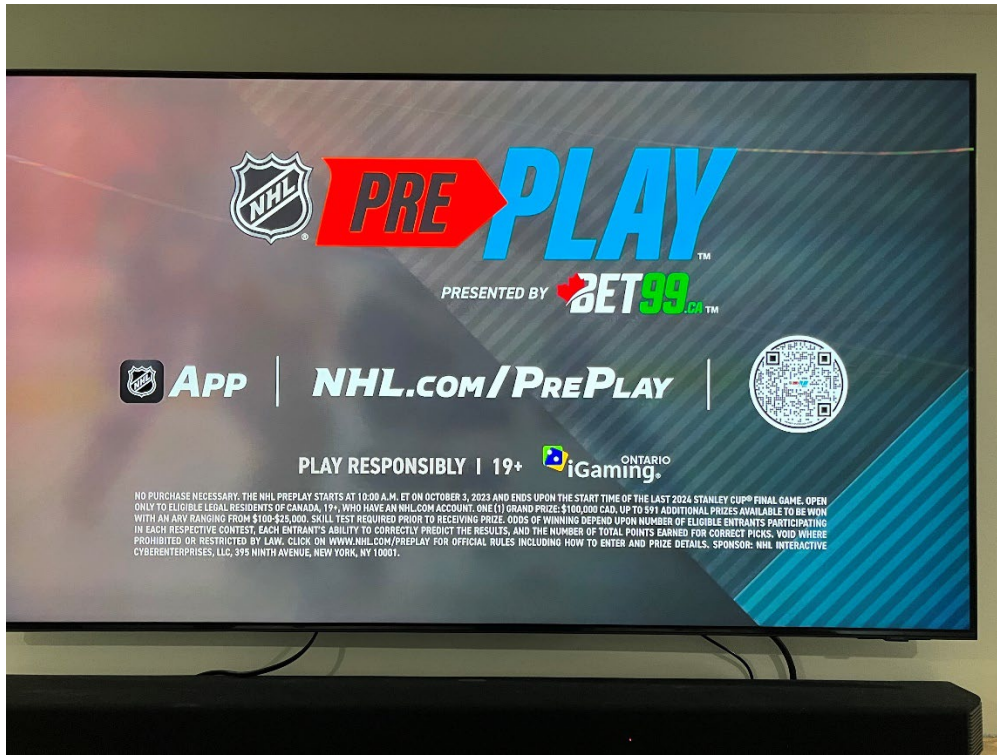 NHL PRE PLAY™
PRESENTED BY BET99.CA™
NHL APP | NHL.COM/PREPLAY |
PLAY RESPONSIBLY | 19+ iGaming ONTARIO
NO PURCHASE NECESSARY. THE NHL PREPLAY STARTS AT 10:00 A.M. ET ON OCTOBER 3, 2023 AND ENDS UPON THE START TIME OF THE LAST 2024 STANLEY CUP® FINAL GAME. OPEN
ONLY TO ELIGIBLE LEGAL RESIDENTS OF CANADA, 19+, WHO HAVE AN NHL.COM ACCOUNT. ONE (1) GRAND PRIZE: $100,000 CAD. UP TO 591 ADDITIONAL PRIZES AVAILABLE TO BE WON
WITH AN ARV RANGING FROM $100-$25,000. SKILL TEST REQUIRED PRIOR TO RECEIVING PRIZE. ODDS OF WINNING DEPEND UPON NUMBER OF ELIGIBLE ENTRANTS PARTICIPATING
IN EACH RESPECTIVE CONTEST, EACH ENTRANT'S ABILITY TO CORRECTLY PREDICT THE RESULTS, AND THE NUMBER OF TOTAL POINTS EARNED FOR CORRECT PICKS. VOID WHERE
PROHIBITED OR RESTRICTED BY LAW. CLICK ON WWW.NHL.COM/PREPLAY FOR OFFICIAL RULES INCLUDING HOW TO ENTER AND PRIZE DETAILS. SPONSOR: NHL INTERACTIVE
CYBERENTERPRISES, LLC, 395 NINTH AVENUE, NEW YORK, NY 10001.